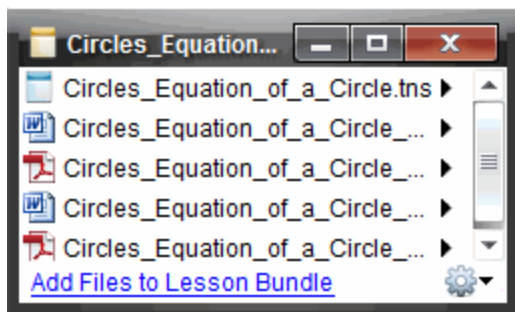 Circles_Equation...
Circles_Equation_of_a_Circle.tns
Circles_Equation_of_a_Circle_...
Circles_Equation_of_a_Circle_...
Circles_Equation_of_a_Circle_...
Circles_Equation_of_a_Circle_...
Add Files to Lesson Bundle